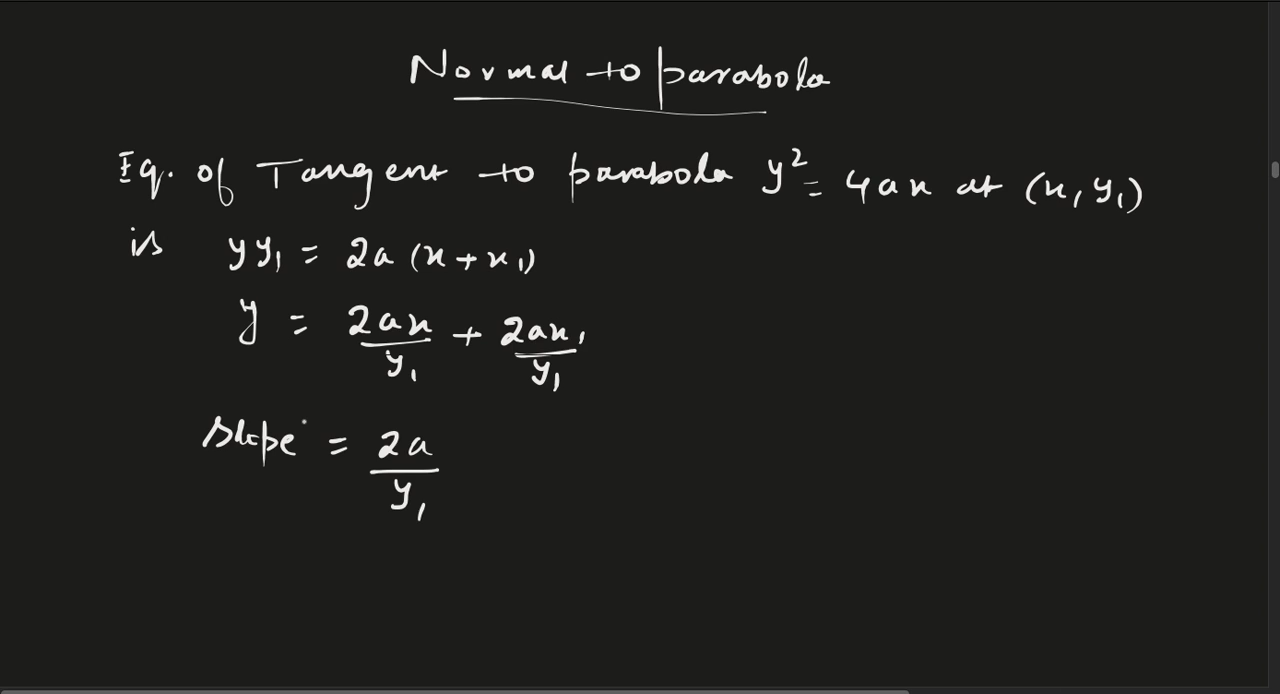 Normal to parabola
Eq. of Tangent to parabola y² = 4ax at (x₁ y₁)
is yy₁ = 2a (x + x₁)
y = 2ax/y₁ + 2ax₁/y₁
slope = 2a/y₁